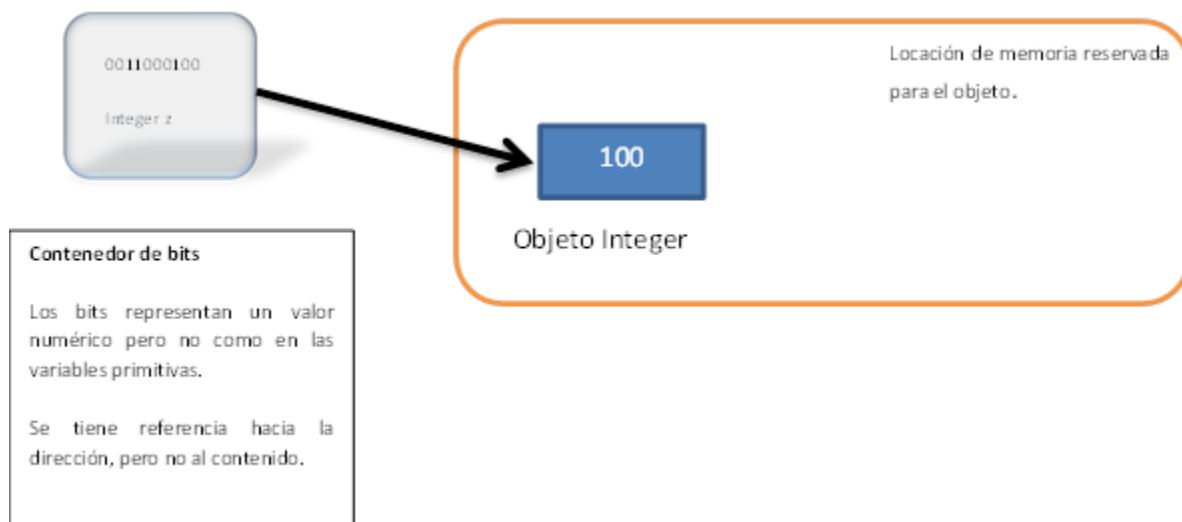 0011000100
Integer z
Locación de memoria reservada
para el objeto.
100
Objeto Integer
Contenedor de bits
Los bits representan un valor
numérico pero no como en las
variables primitivas.
Se tiene referencia hacia la
dirección, pero no al contenido.